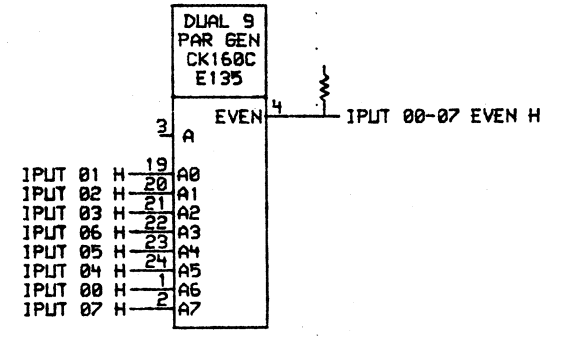 DUAL 9
PAR GEN
CK160C
E135
EVEN 4 IPUT 00-07 EVEN H
3 A
IPUT 01 H 19 A0
IPUT 02 H 20 A1
IPUT 03 H 21 A2
IPUT 06 H 22 A3
IPUT 05 H 23 A4
IPUT 04 H 24 A5
IPUT 00 H 1 A6
IPUT 07 H 2 A7